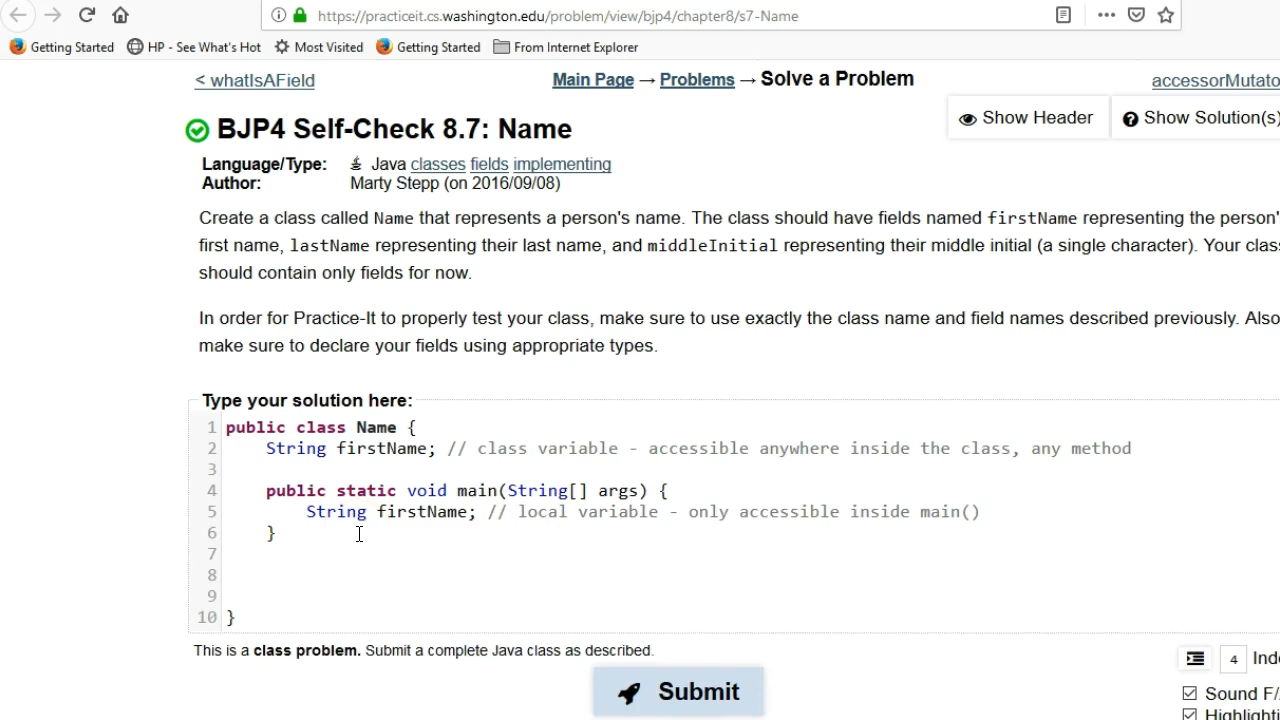 https://practiceit.cs.washington.edu/problem/view/bjp4/chapter8/s7-Name
Getting Started HP - See What's Hot Most Visited Getting Started From Internet Explorer
< whatIsAField Main Page → Problems → Solve a Problem accessorMutato
BJP4 Self-Check 8.7: Name
Show Header Show Solution(s)
Language/Type: Java classes fields implementing
Author: Marty Stepp (on 2016/09/08)
Create a class called Name that represents a person's name. The class should have fields named firstName representing the person's
first name, lastName representing their last name, and middleInitial representing their middle initial (a single character). Your clas
should contain only fields for now.
In order for Practice-It to properly test your class, make sure to use exactly the class name and field names described previously. Also
make sure to declare your fields using appropriate types.
Type your solution here:
1 public class Name {
2 String firstName; // class variable - accessible anywhere inside the class, any method
3
4 public static void main(String[] args) {
5 String firstName; // local variable - only accessible inside main()
6 }
7
8
9
10 }
This is a class problem. Submit a complete Java class as described.
4 Inde
Submit
Sound F/
Highlighti